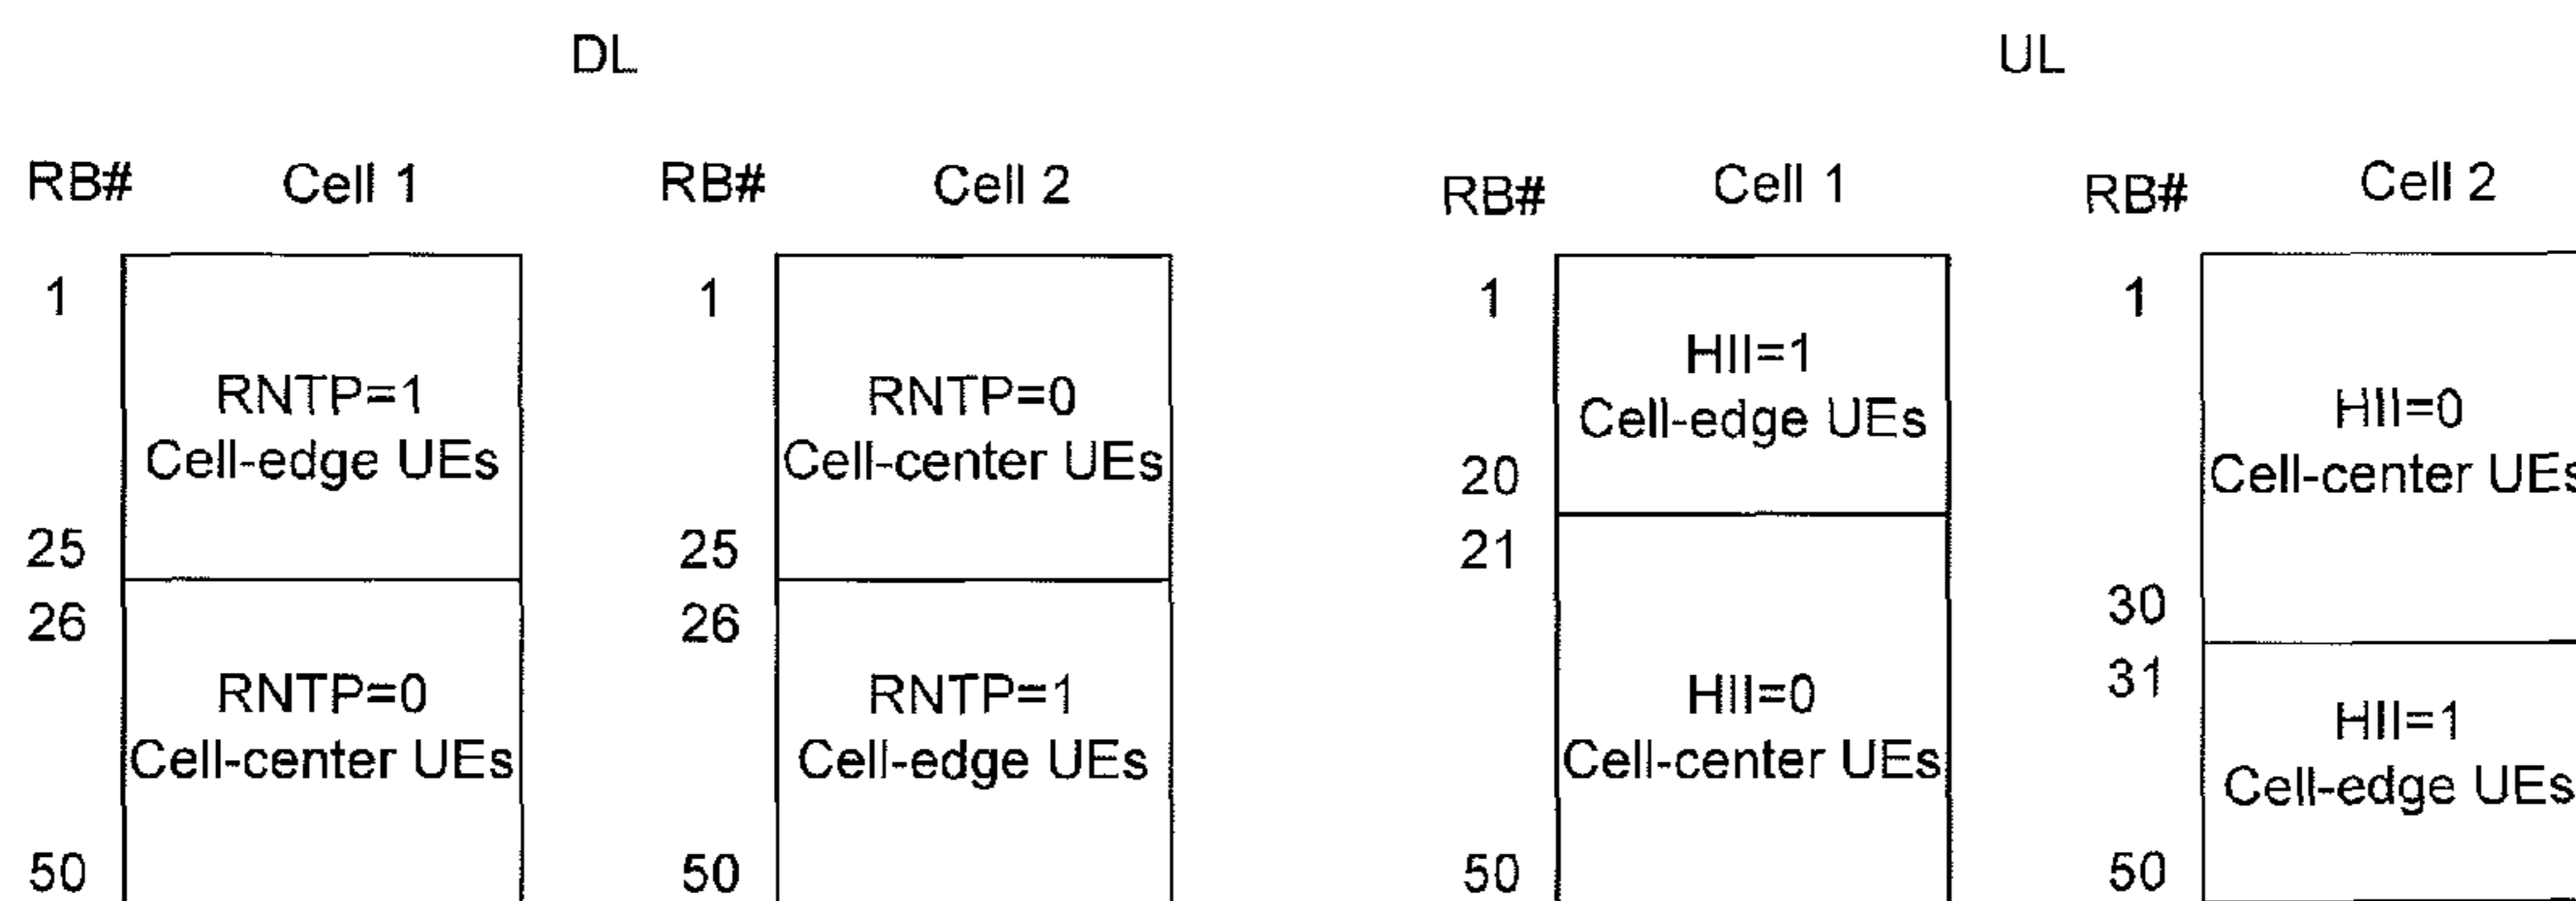 DL
UL
RB#
Cell 1
RB#
Cell 2
RB#
Cell 1
RB#
Cell 2
1
RNTP=1
Cell-edge UEs
25
26
RNTP=0
Cell-center UEs
50
1
RNTP=0
Cell-center UEs
25
26
RNTP=1
Cell-edge UEs
50
1
HII=1
Cell-edge UEs
20
21
HII=0
Cell-center UEs
50
1
HII=0
Cell-center UEs
30
31
HII=1
Cell-edge UEs
50